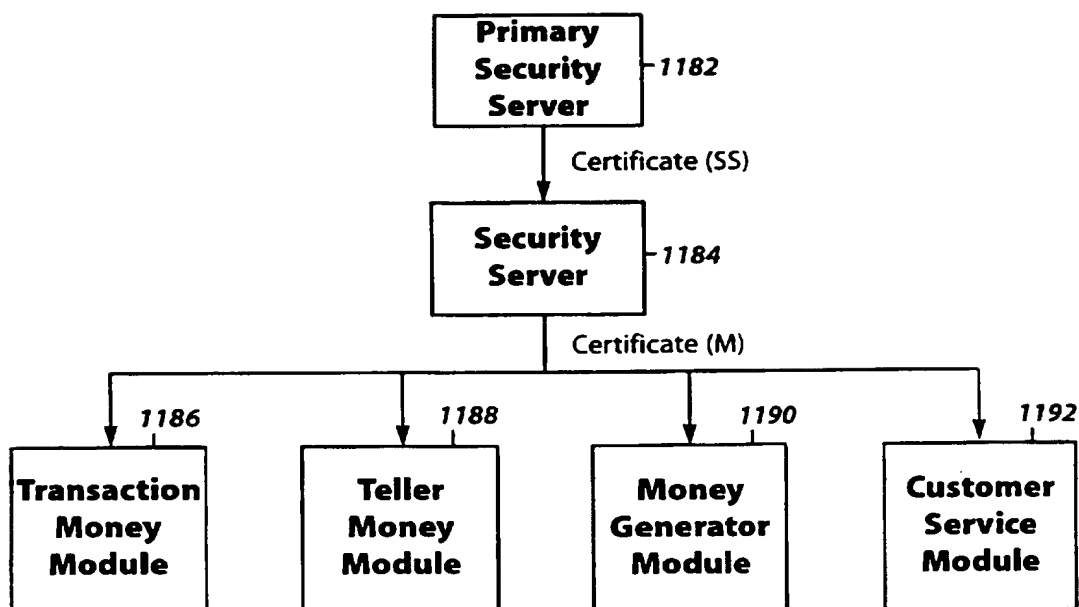 Primary
Security
Server
1182
Certificate (SS)
Security
Server
1184
Certificate (M)
1186
1188
1190
1192
Transaction
Money
Module
Teller
Money
Module
Money
Generator
Module
Customer
Service
Module